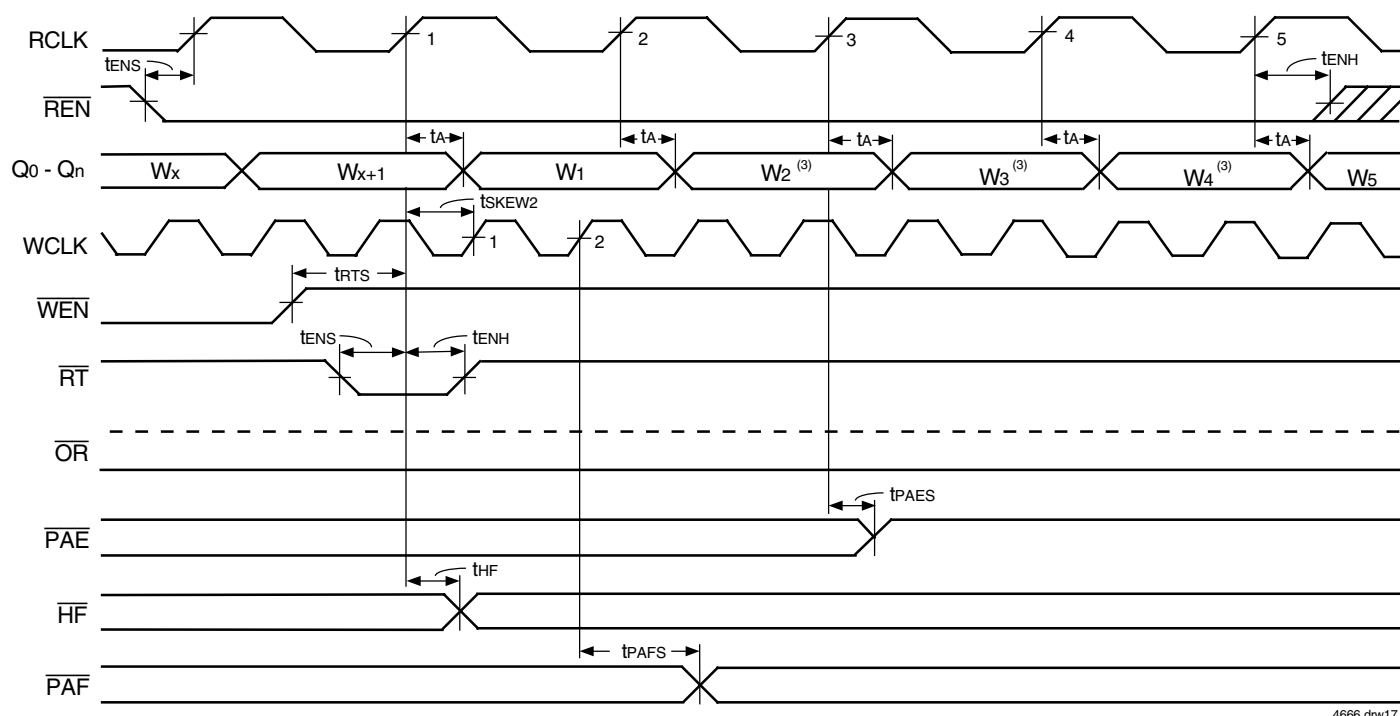 RCLK 1 2 3 4 5
tENS tENH
REN
tA tA tA tA tA
Q0 - Qn Wx Wx+1 W1 W2 (3) W3 (3) W4 (3) W5
tSKEW2
WCLK 1 2
tRTS
WEN
tENS tENH
RT
OR
tPAES
PAE
tHF
HF
tPAFS
PAF
4666 drw17